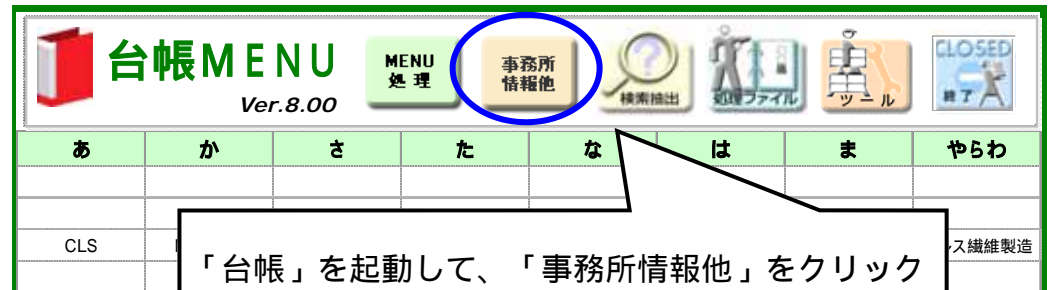 台帳MENU
Ver.8.00
MENU
処理
事務所
情報他
検索抽出
処理ファイル
ツール
CLOSED
終了
あ か さ た な は ま やらわ
CLS ス繊維製造
「台帳」を起動して、「事務所情報他」をクリック